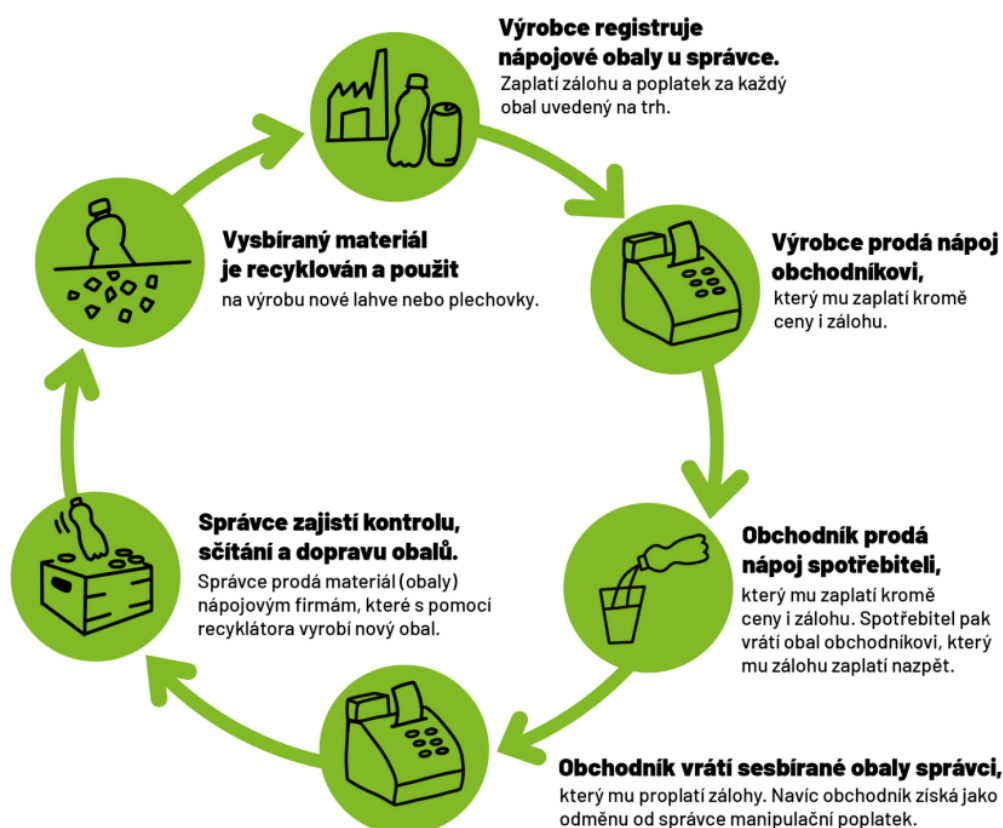 Výrobce registruje
nápojové obaly u správce.
Zaplatí zálohu a poplatek za každý
obal uvedený na trh.
Výrobce prodá nápoj
obchodníkovi,
který mu zaplatí kromě
ceny i zálohu.
Obchodník prodá
nápoj spotřebiteli,
který mu zaplatí kromě
ceny i zálohu. Spotřebitel pak
vrátí obal obchodníkovi, který
mu zálohu zaplatí nazpět.
Obchodník vrátí sesbírané obaly správci,
který mu proplatí zálohy. Navíc obchodník získá jako
odměnu od správce manipulační poplatek.
Správce zajistí kontrolu,
sčítání a dopravu obalů.
Správce prodá materiál (obaly)
nápojovým firmám, které s pomocí
recyklátora vyrobí nový obal.
Vysbíraný materiál
je recyklován a použit
na výrobu nové lahve nebo plechovky.